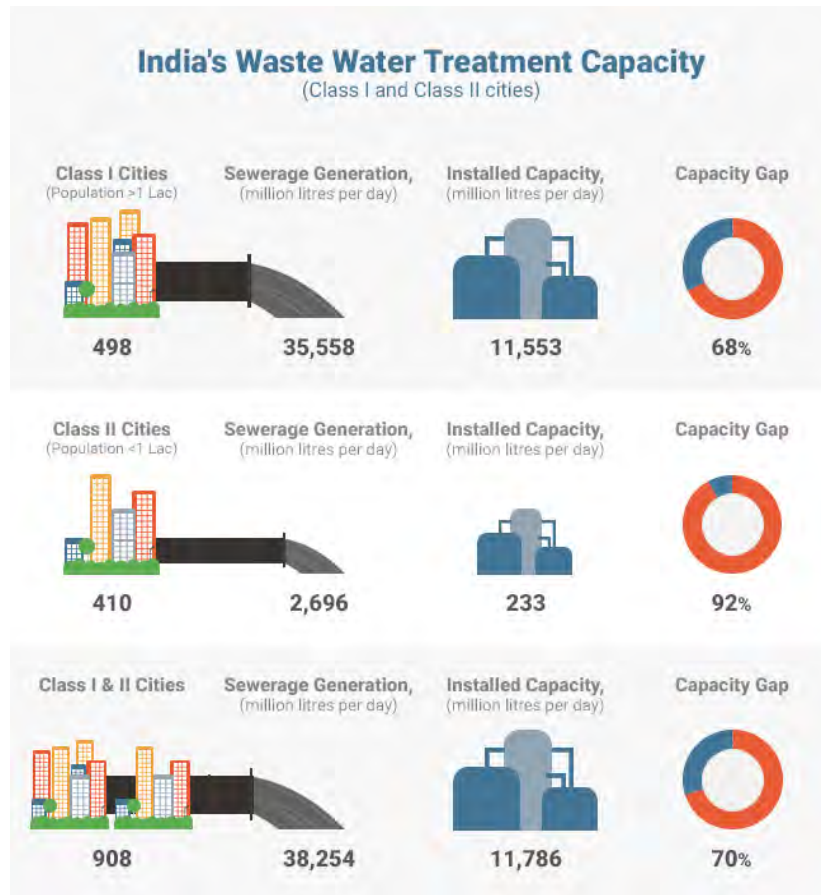 India's Waste Water Treatment Capacity
(Class I and Class II cities)
Class I Cities
(Population >1 Lac)
Sewerage Generation,
(million litres per day)
Installed Capacity,
(million litres per day)
Capacity Gap
498
35,558
11,553
68%
Class II Cities
(Population <1 Lac)
Sewerage Generation,
(million litres per day)
Installed Capacity,
(million litres per day)
Capacity Gap
410
2,696
233
92%
Class I & II Cities
Sewerage Generation,
(million litres per day)
Installed Capacity,
(million litres per day)
Capacity Gap
908
38,254
11,786
70%